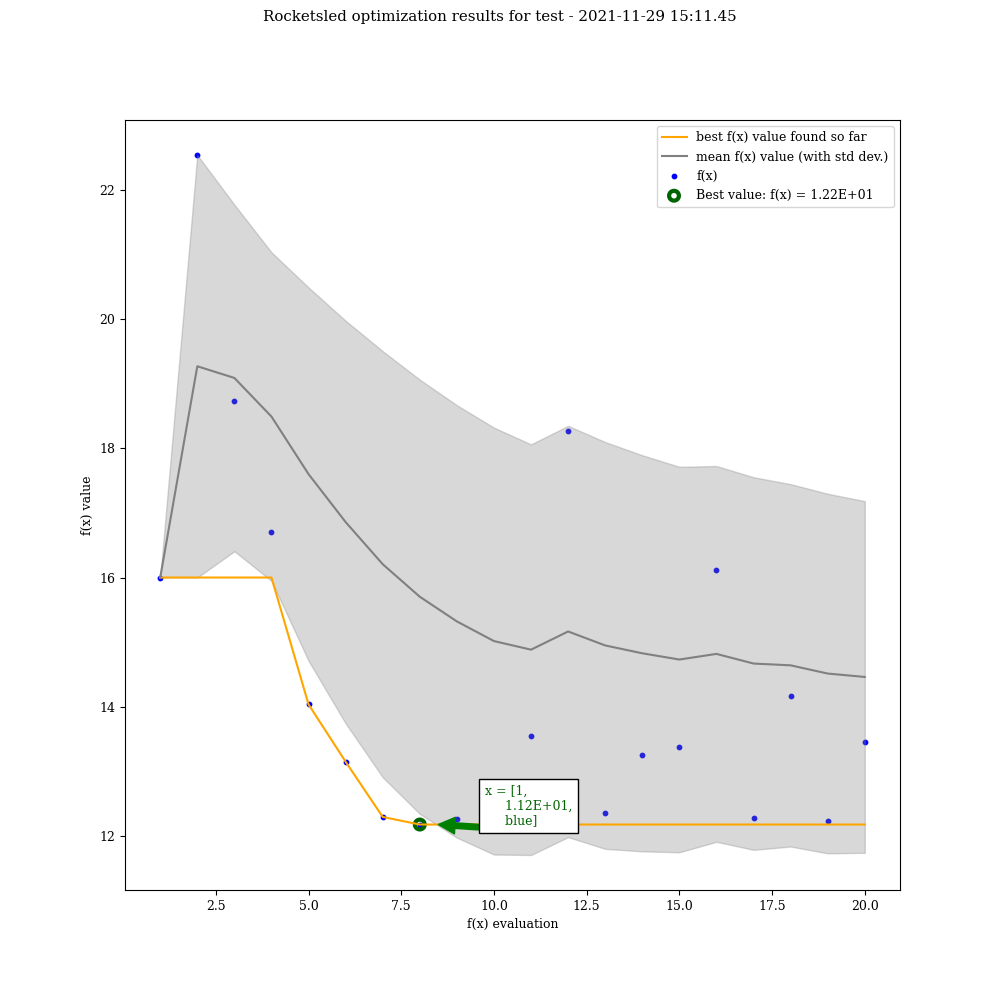 Rocketsled optimization results for test - 2021-11-29 15:11.45
best f(x) value found so far
mean f(x) value (with std dev.)
f(x)
Best value: f(x) = 1.22E+01
22
20
18
16
14
12
f(x) value
x = [1,
1.12E+01,
blue]
2.5 5.0 7.5 10.0 12.5 15.0 17.5 20.0
f(x) evaluation